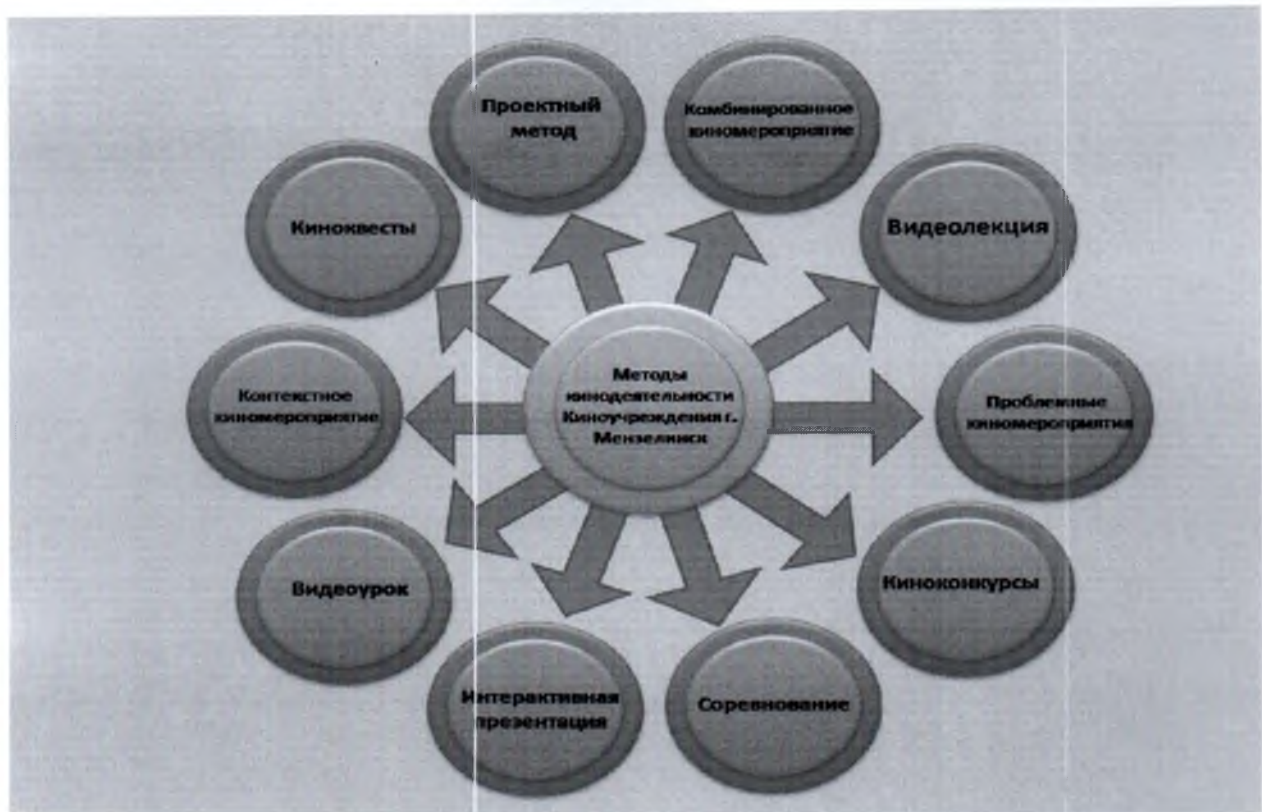 Проектный
метод
Комбинированное
киномероприятие
Видеолекция
Проблемные
киномероприятия
Киноконкурсы
Соревнование
Интерактивная
презентация
Видеоурок
Контекстное
киномероприятие
Киноквесты
Методы
кинодеятельности
Киноучреждения г.
Мензелинск